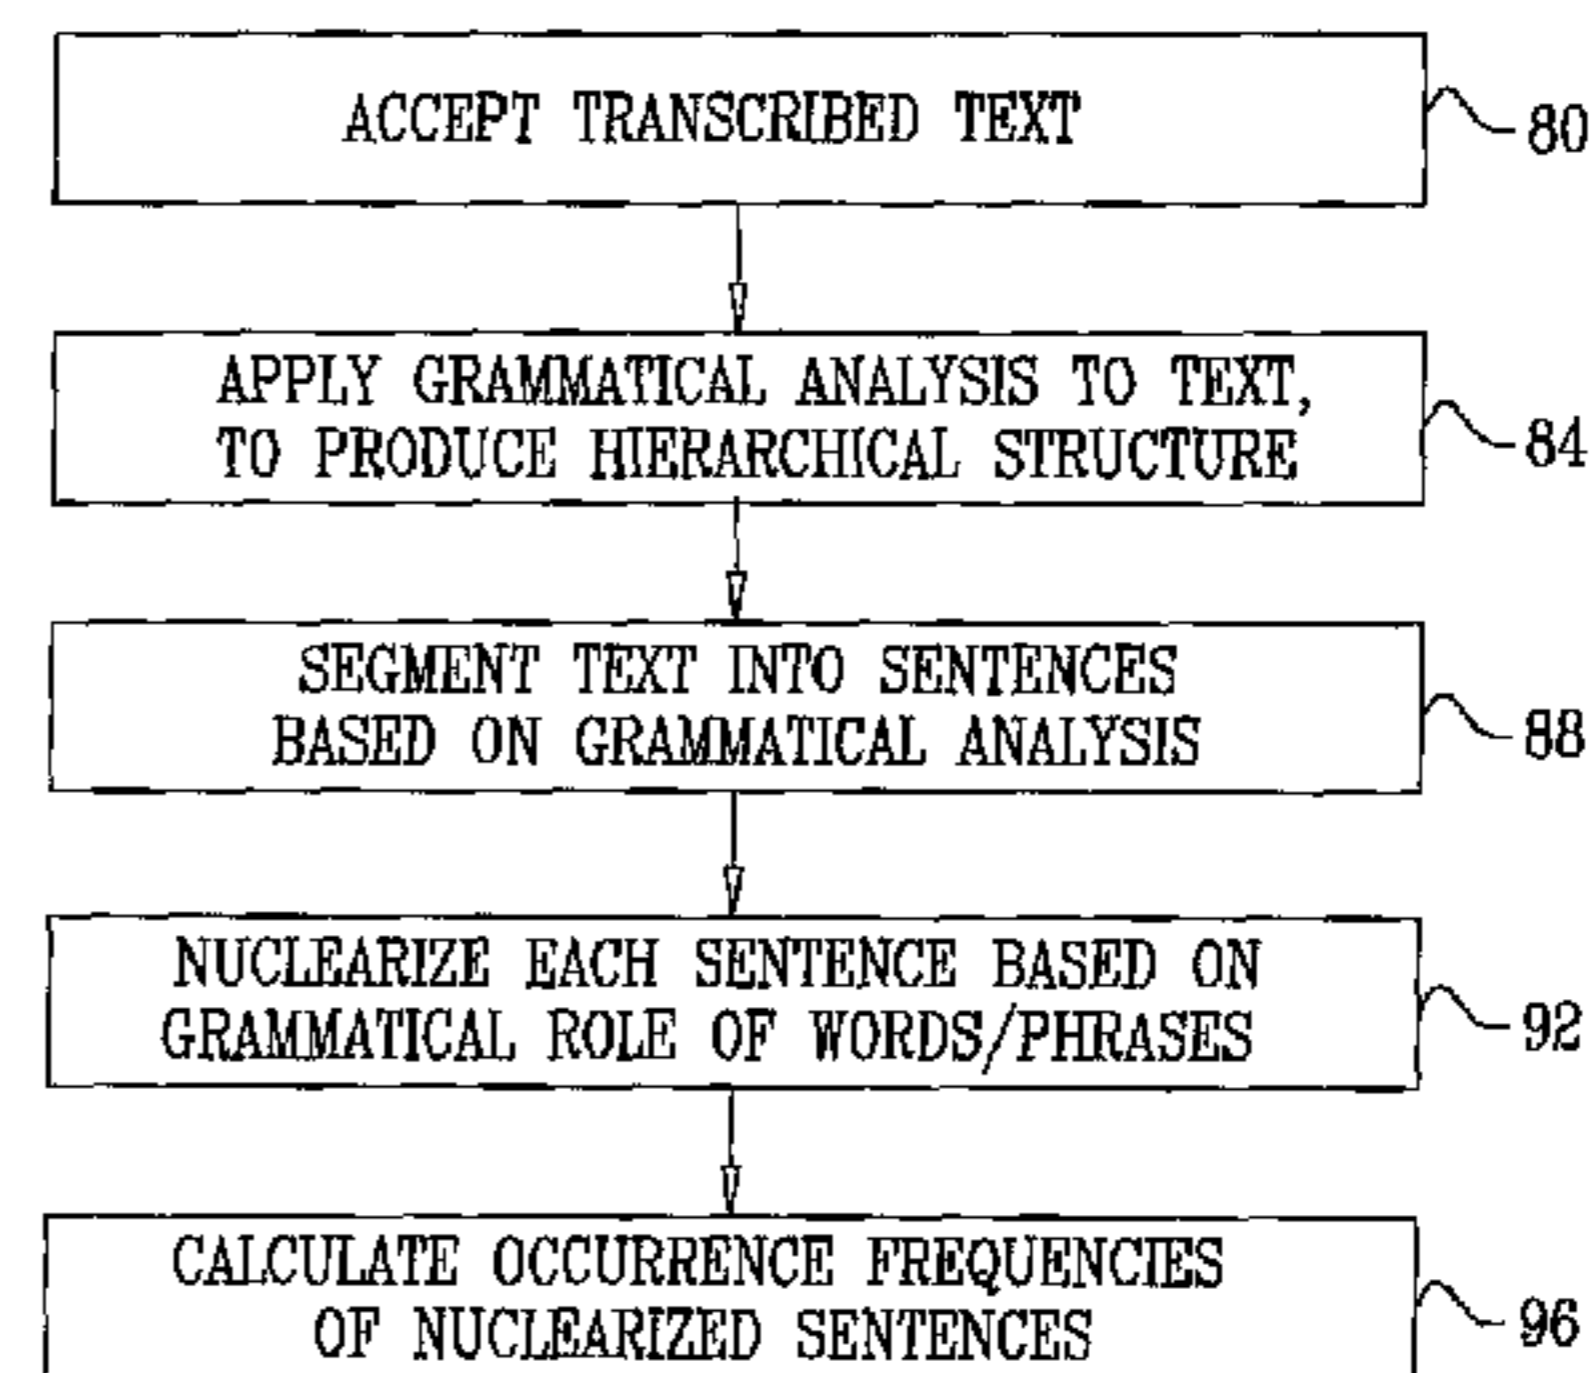 ACCEPT TRANSCRIBED TEXT
80
APPLY GRAMMATICAL ANALYSIS TO TEXT,
TO PRODUCE HIERARCHICAL STRUCTURE
84
SEGMENT TEXT INTO SENTENCES
BASED ON GRAMMATICAL ANALYSIS
88
NUCLEARIZE EACH SENTENCE BASED ON
GRAMMATICAL ROLE OF WORDS/PHRASES
92
CALCULATE OCCURRENCE FREQUENCIES
OF NUCLEARIZED SENTENCES
96